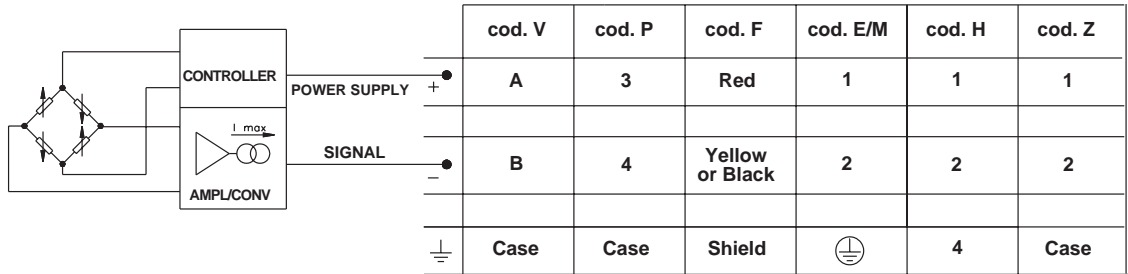 cod. V cod. P cod. F cod. E/M cod. H cod. Z
CONTROLLER
POWER SUPPLY + A 3 Red 1 1 1
I max
SIGNAL
AMPL/CONV
– B 4 Yellow or Black 2 2 2
Case Case Shield 4 Case